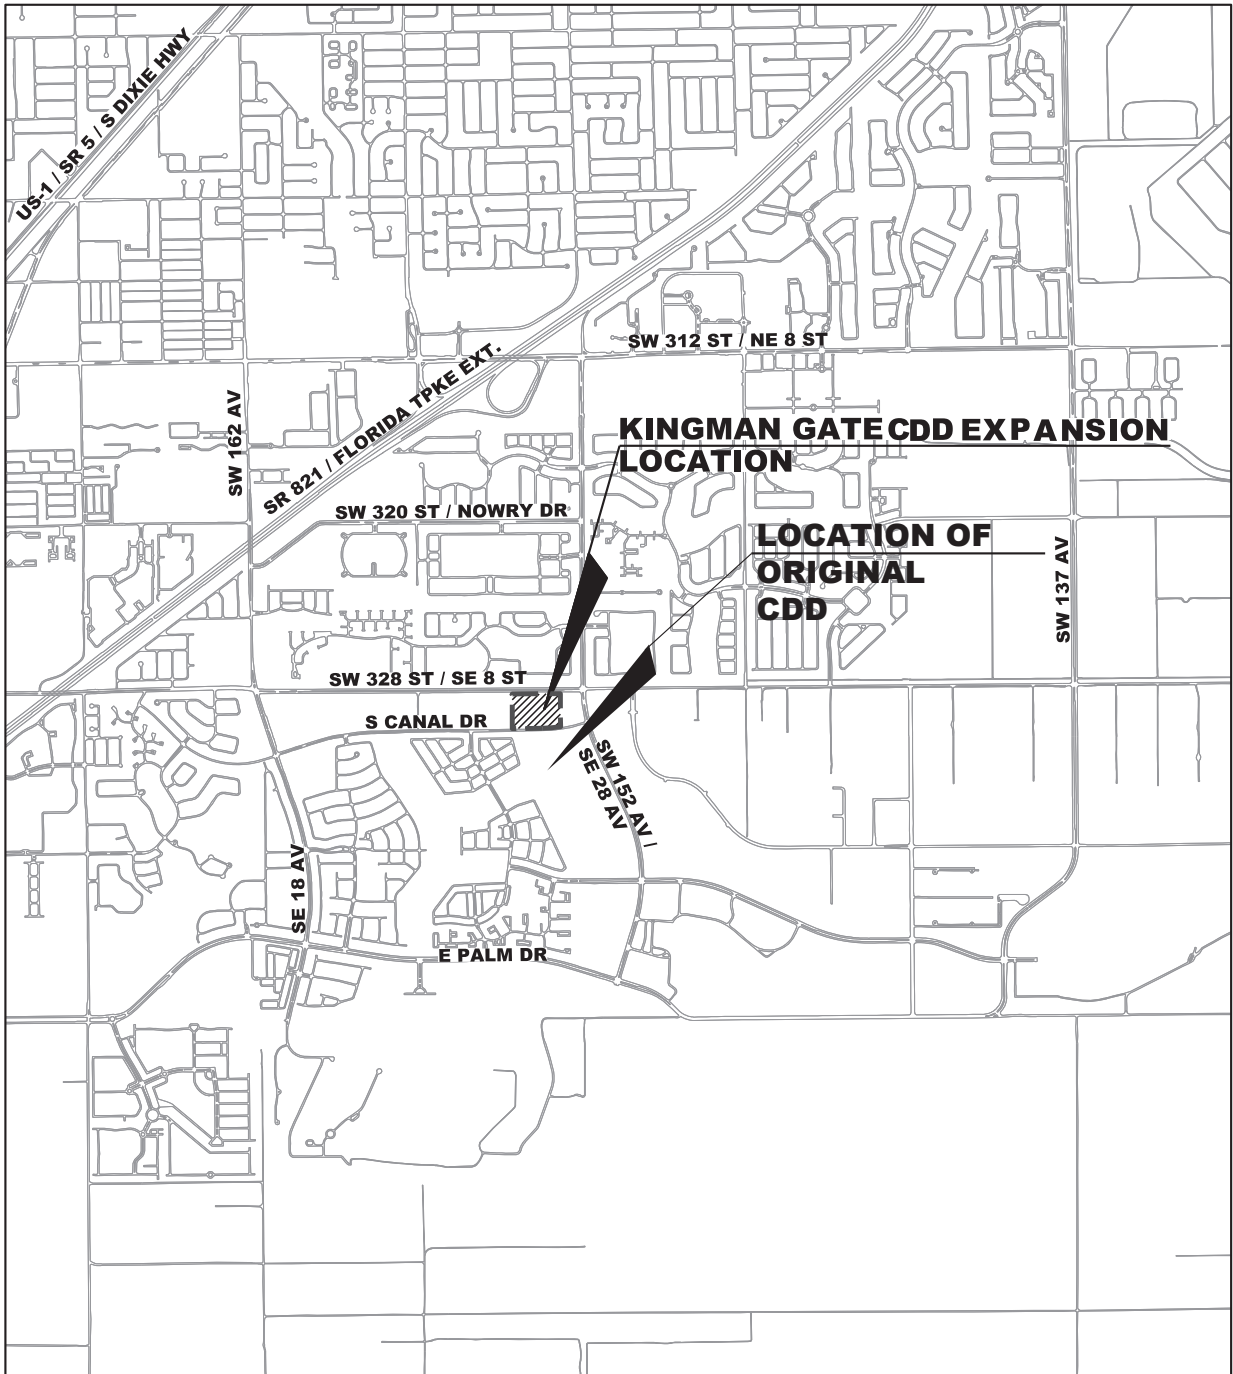 US-1 / SR 5 / S DIXIE HWY
SW 312 ST / NE 8 ST
SR 821 / FLORIDA TPKE EXT.
SW 162 AV
KINGMAN GATE CDD EXPANSION
LOCATION
SW 320 ST / NOWRY DR
LOCATION OF
ORIGINAL
CDD
SW 137 AV
SW 328 ST / SE 8 ST
S CANAL DR
SW 152 AV /
SE 28 AV
SE 18 AV
E PALM DR